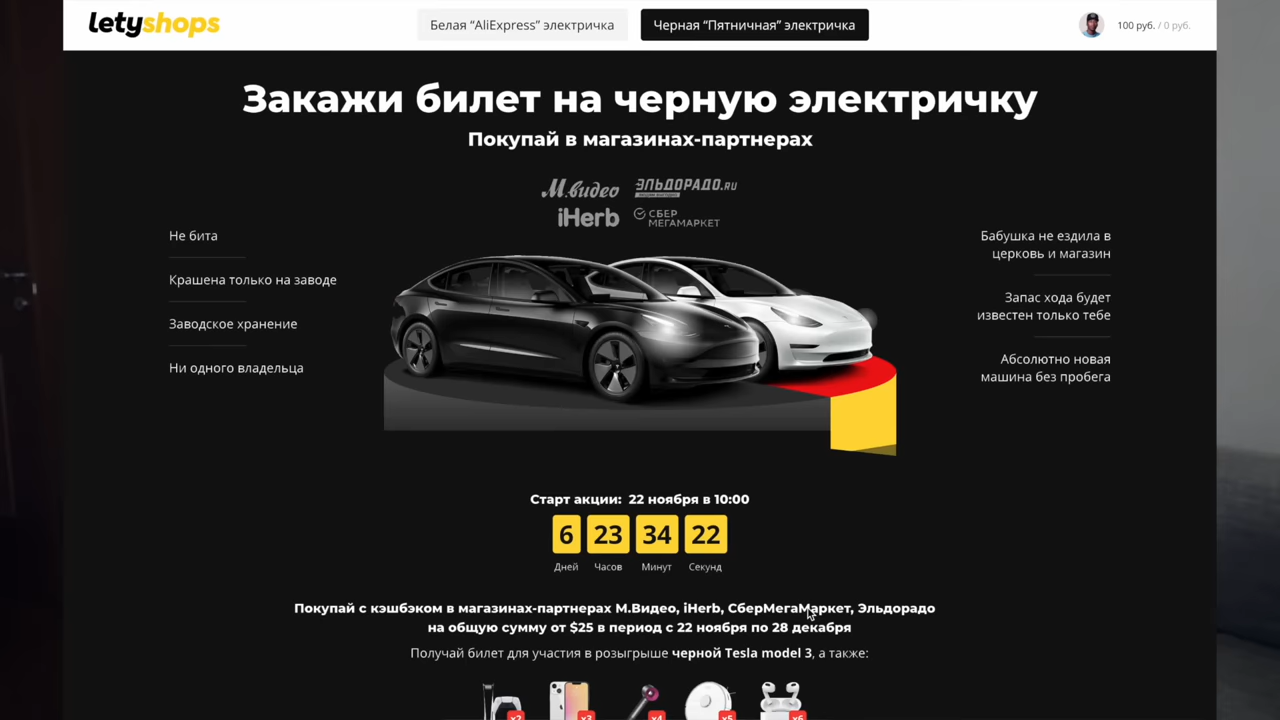 letyshops
Белая “AliExpress” электричка
Черная “Пятничная” электричка
100 руб. / 0 руб.
Закажи билет на черную электричку
Покупай в магазинах-партнерах
М.видео
ЭЛЬДОРАДО.RU
iHerb
СБЕР
МЕГАМАРКЕТ
Не бита
Крашена только на заводе
Заводское хранение
Ни одного владельца
Бабушка не ездила в
церковь и магазин
Запас хода будет
известен только тебе
Абсолютно новая
машина без пробега
Старт акции: 22 ноября в 10:00
6 23 34 22
Дней Часов Минут Секунд
Покупай с кэшбэком в магазинах-партнерах М.Видео, iHerb, СберМегаМаркет, Эльдорадо
на общую сумму от $25 в период с 22 ноября по 28 декабря
Получай билет для участия в розыгрыше черной Tesla model 3, а также:
x2 x3 x4 x5 x6